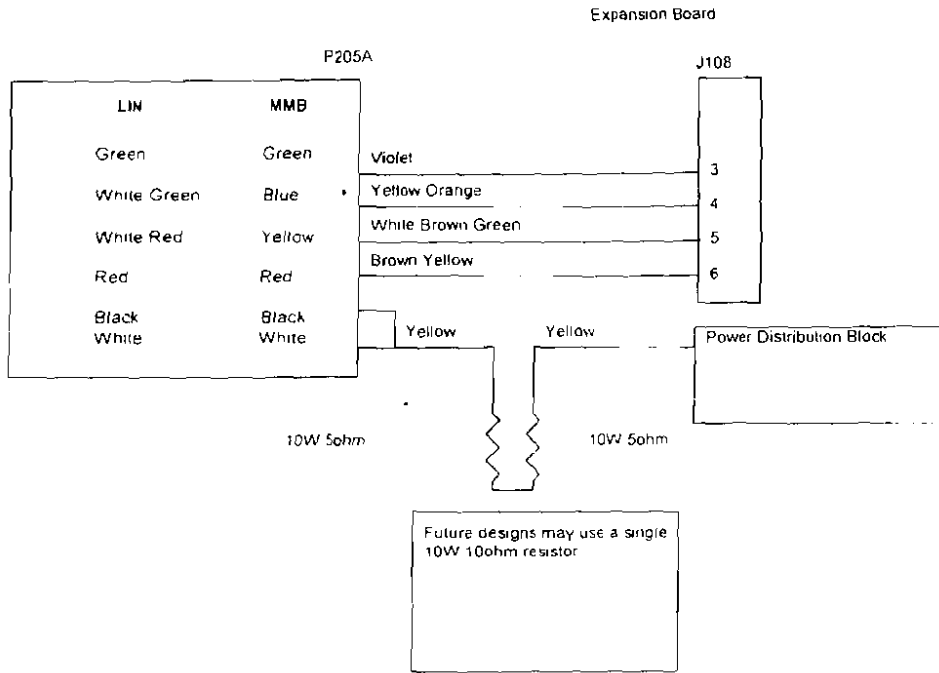 Expansion Board
P205A
J108
LIN MMB
Green Green
Violet
3
White Green Blue
Yellow Orange
4
White Red Yellow
White Brown Green
5
Red Red
Brown Yellow
6
Black Black
White White
Yellow Yellow
Power Distribution Block
10W 5ohm 10W 5ohm
Future designs may use a single
10W 10ohm resistor